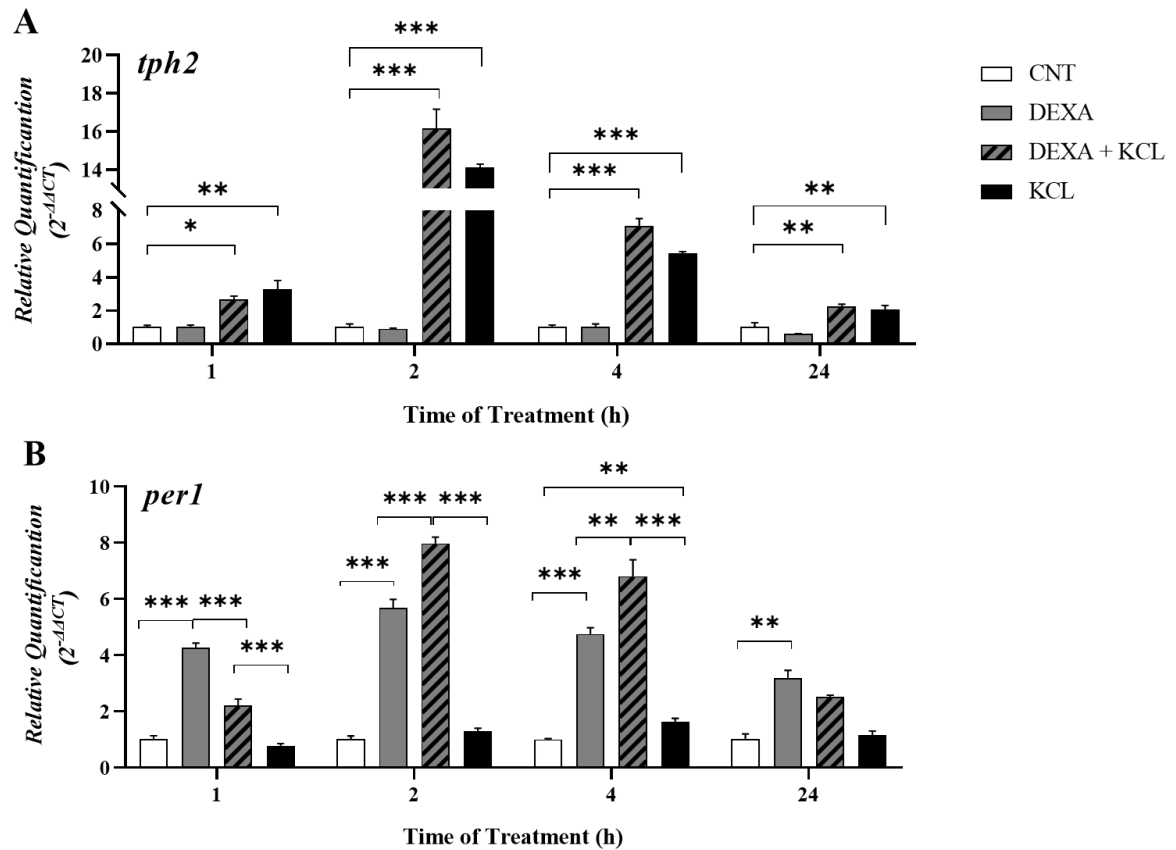 A
tph2
***
***
***
***
**
*
**
**
20
18
16
14
8
6
4
2
0
Relative Quantificantion
(2^-ΔΔCT)
1 2 4 24
Time of Treatment (h)
CNT
DEXA
DEXA + KCL
KCL
B
per1
**
*** ***
** ***
***
***
*** ***
***
**
10
8
6
4
2
0
Relative Quantificantion
(2^-ΔΔCT)
1 2 4 24
Time of Treatment (h)